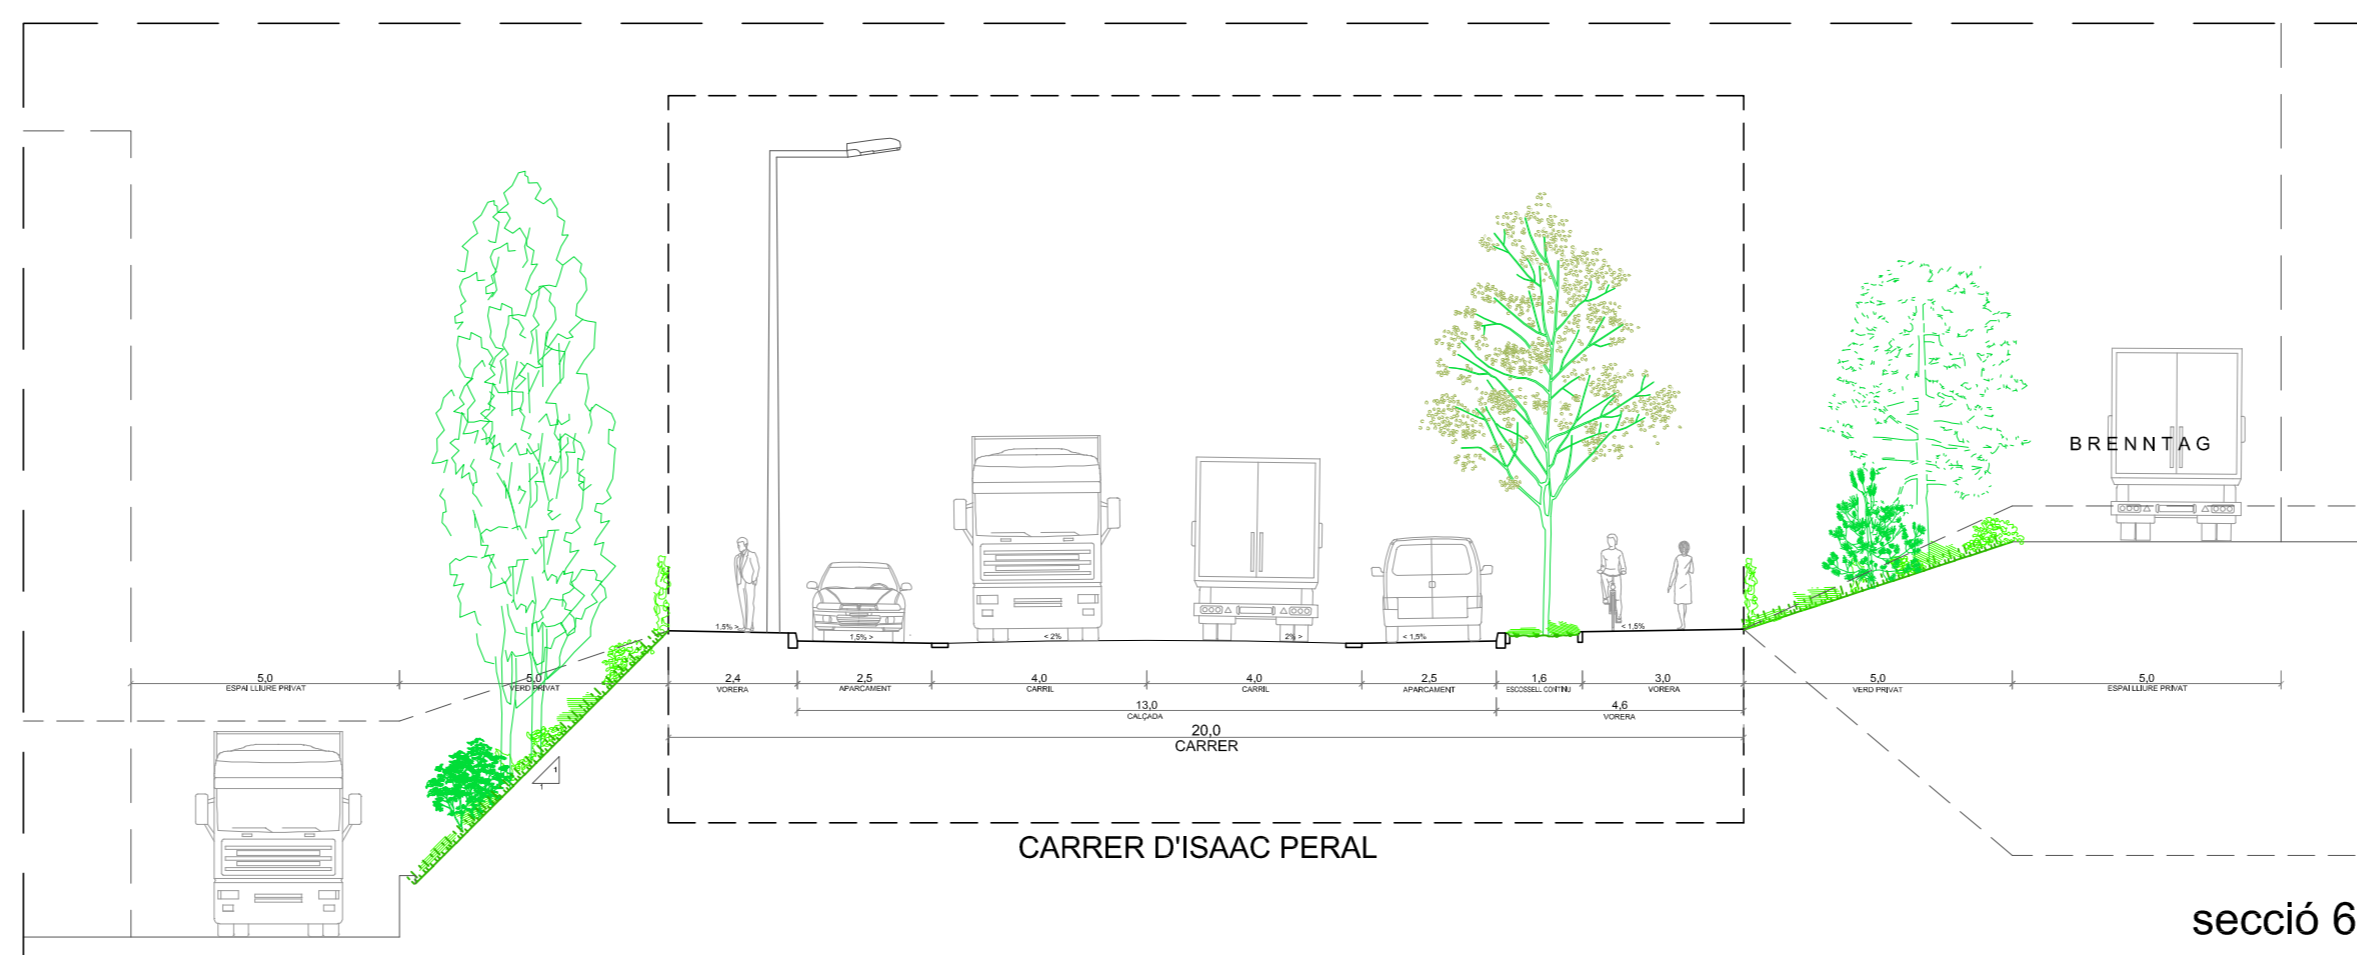 BRENNTAG
1,5% >
1,5% >
< 2%
2% >
< 1,5%
< 1,5%
5,0
ESPAI LLIURE PRIVAT
5,0
VERD PRIVAT
2,4
VORERA
2,5
APARCAMENT
4,0
CARRIL
4,0
CARRIL
2,5
APARCAMENT
1,6
ESCOSSELL CONTINU
3,0
VORERA
5,0
VERD PRIVAT
5,0
ESPAI LLIURE PRIVAT
13,0
CALÇADA
4,6
VORERA
20,0
CARRER
1
1
CARRER D'ISAAC PERAL
secció 6